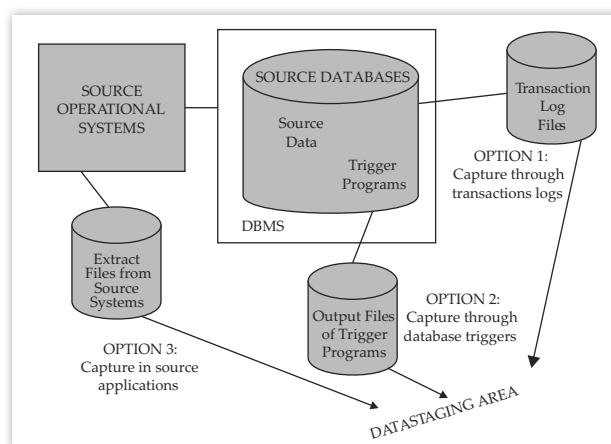 SOURCE
OPERATIONAL
SYSTEMS
SOURCE DATABASES
Source
Data
Trigger
Programs
DBMS
Transaction
Log
Files
OPTION 1:
Capture through
transactions logs
Extract
Files from
Source
Systems
OPTION 3:
Capture in source
applications
Output Files
of Trigger
Programs
OPTION 2:
Capture through
database triggers
DATASTAGING AREA